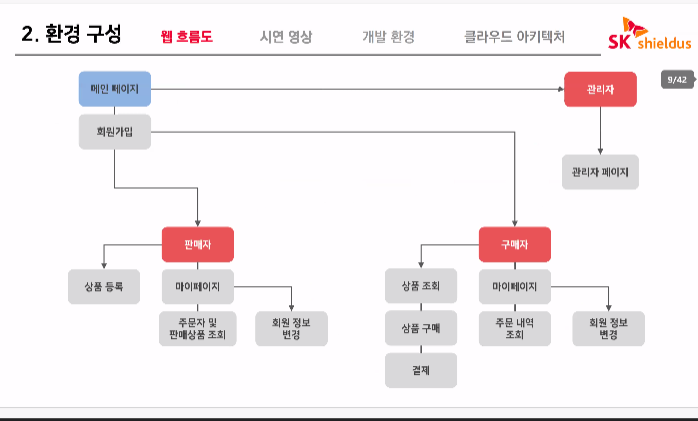 2. 환경 구성
웹 흐름도
시연 영상
개발 환경
클라우드 아키텍처
SK shieldus
9/42
메인 페이지
관리자
회원가입
관리자 페이지
판매자
구매자
상품 등록
마이페이지
상품 조회
마이페이지
주문자 및
판매상품 조회
회원 정보
변경
상품 구매
주문 내역
조회
회원 정보
변경
결제